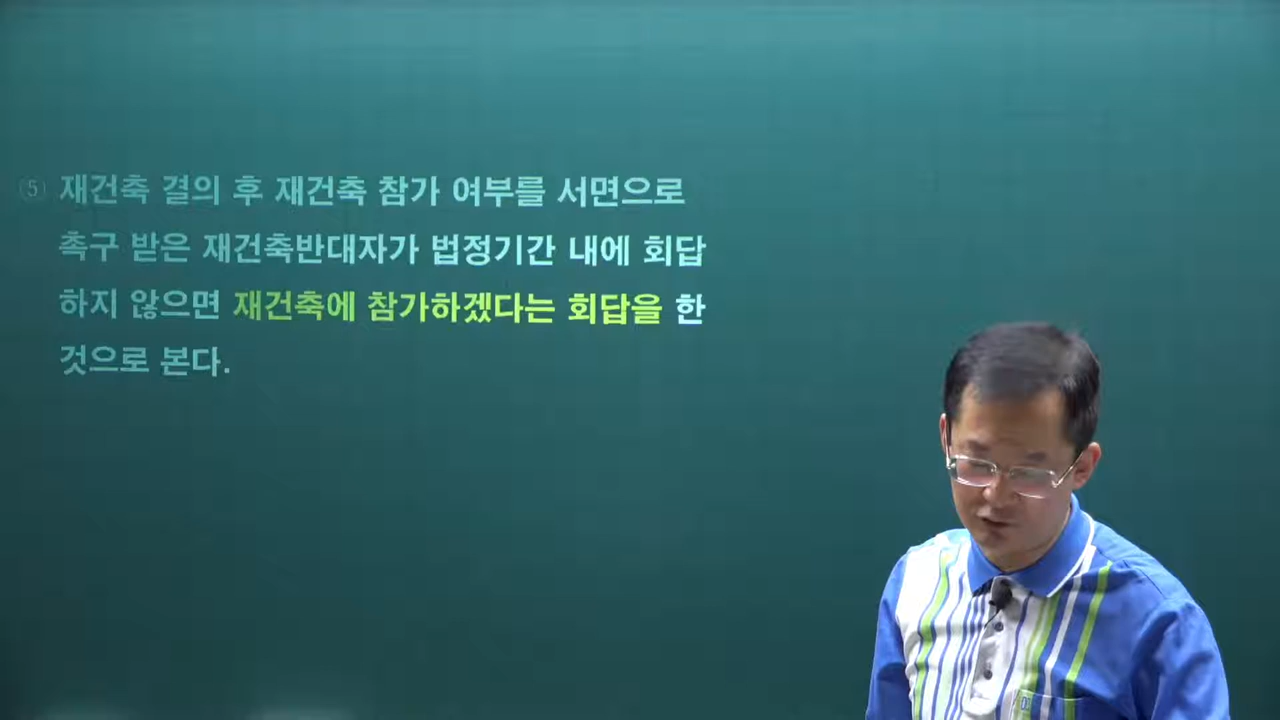 (5) 재건축 결의 후 재건축 참가 여부를 서면으로
촉구 받은 재건축반대자가 법정기간 내에 회답
하지 않으면 재건축에 참가하겠다는 회답을 한
것으로 본다.